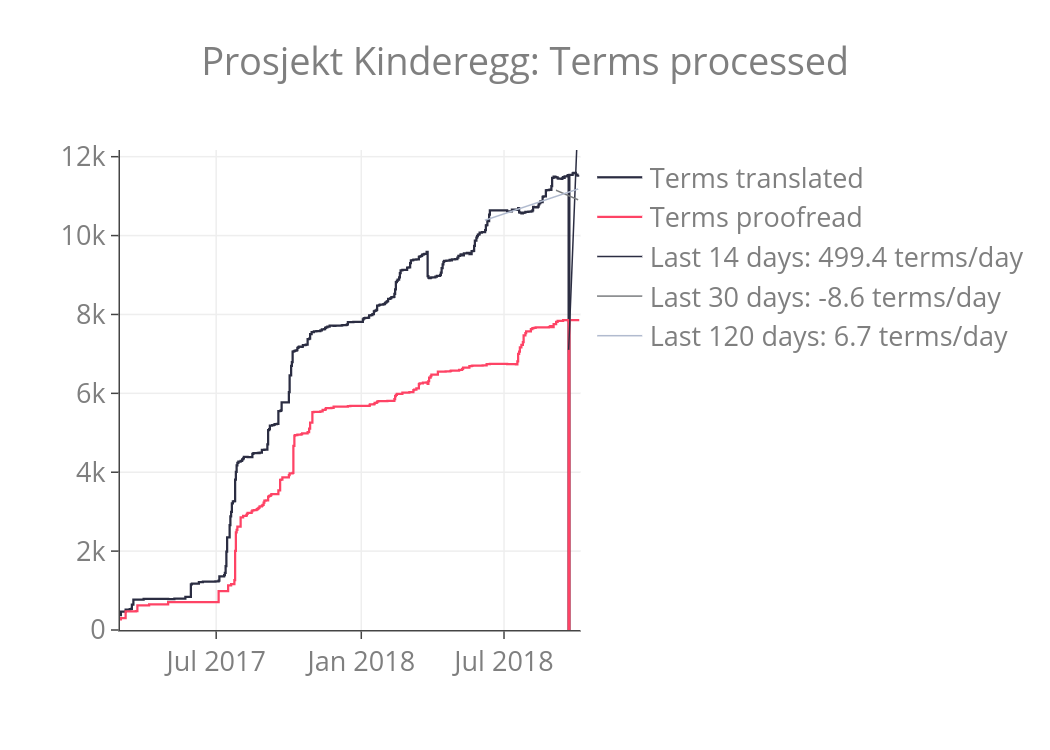 Prosjekt Kinderegg: Terms processed
12k
10k
8k
6k
4k
2k
0
Jul 2017
Jan 2018
Jul 2018
Terms translated
Terms proofread
Last 14 days: 499.4 terms/day
Last 30 days: -8.6 terms/day
Last 120 days: 6.7 terms/day